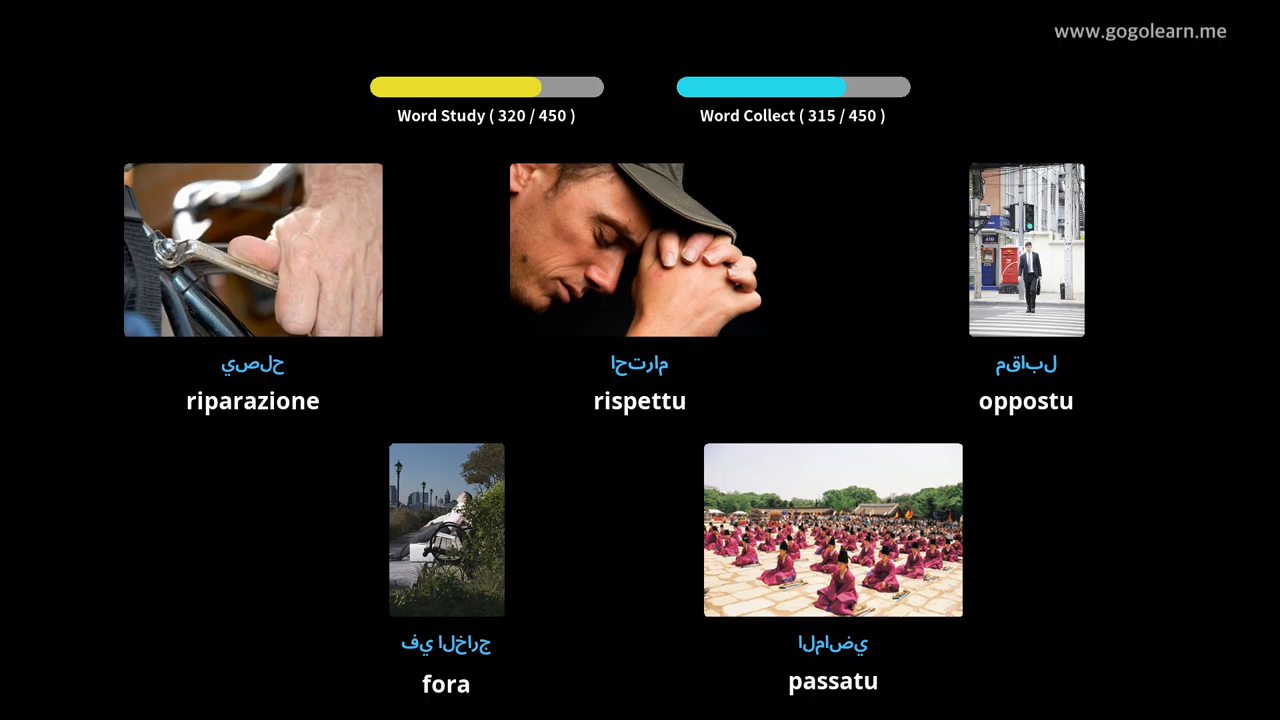 www.gogolearn.me
Word Study ( 320 / 450 )
Word Collect ( 315 / 450 )
يصلح
احترام
مقابل
riparazione
rispettu
oppostu
في الخارج
الماضي
fora
passatu